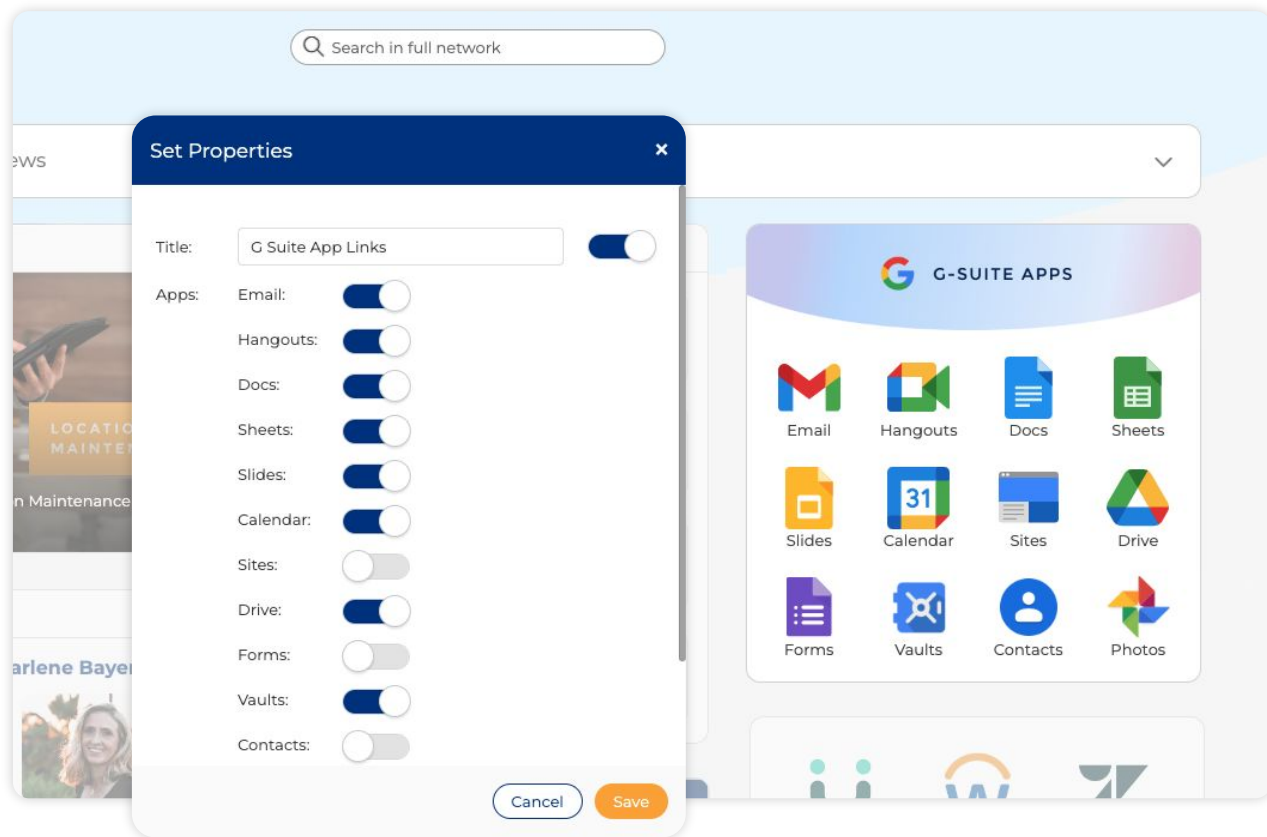 Search in full network
ews
Set Properties
×
Title:
G Suite App Links
Apps:
Email:
Hangouts:
Docs:
Sheets:
Slides:
Calendar:
Sites:
Drive:
Forms:
Vaults:
Contacts:
Cancel
Save
LOCATIO
MAINTE
n Maintenance
arlene Bayer
G-SUITE APPS
Email
Hangouts
Docs
Sheets
Slides
31
Calendar
Sites
Drive
Forms
Vaults
Contacts
Photos
W